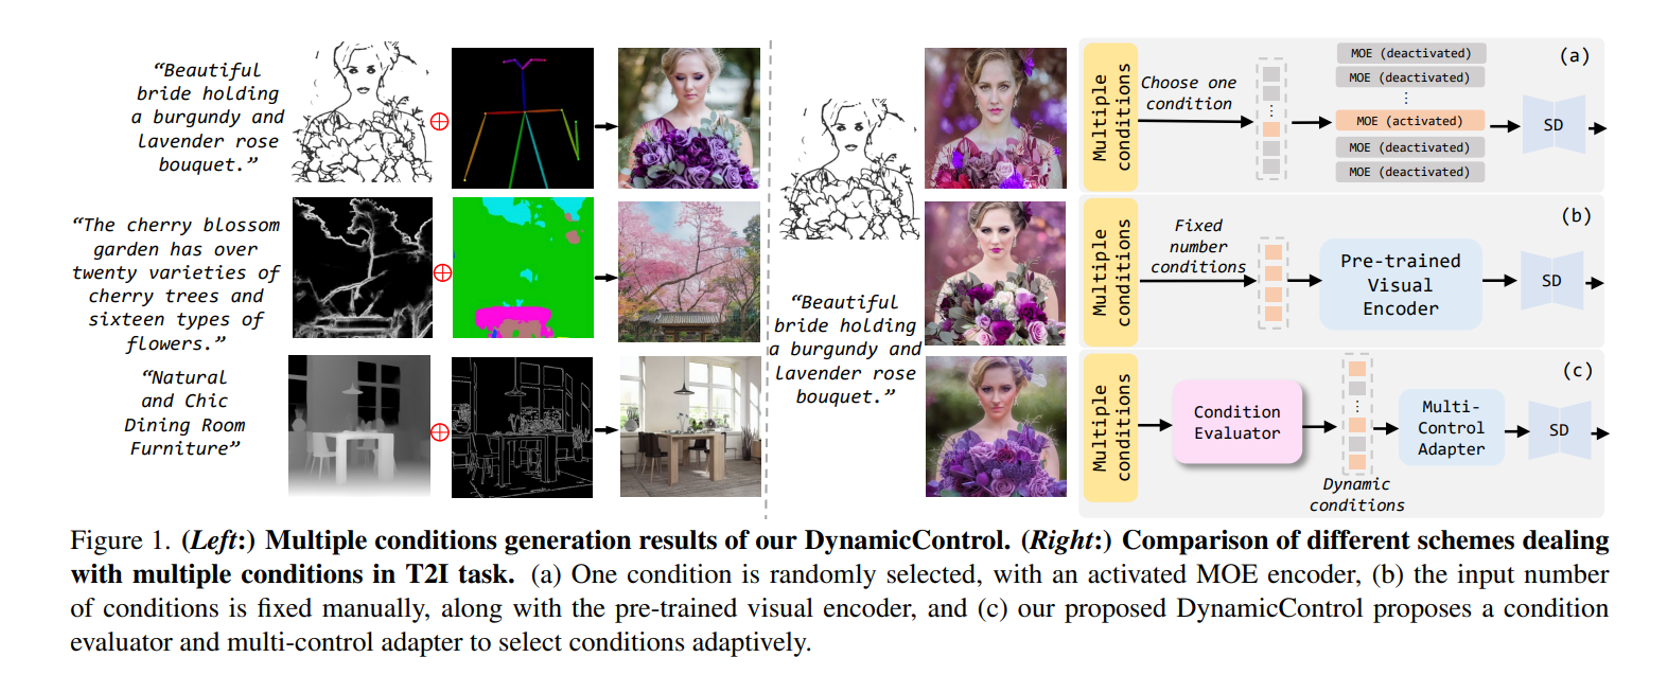 “Beautiful
bride holding
a burgundy and
lavender rose
bouquet.”
“The cherry blossom
garden has over
twenty varieties of
cherry trees and
sixteen types of
flowers.”
“Natural
and Chic
Dining Room
Furniture”
“Beautiful
bride holding
a burgundy and
lavender rose
bouquet.”
(a)
Multiple
conditions
Choose one
condition
MOE (deactivated)
MOE (deactivated)
MOE (activated)
MOE (deactivated)
MOE (deactivated)
SD
(b)
Multiple
conditions
Fixed
number
conditions
Pre-trained
Visual
Encoder
SD
(c)
Multiple
conditions
Condition
Evaluator
Dynamic
conditions
Multi-
Control
Adapter
SD
Figure 1. (Left:) Multiple conditions generation results of our DynamicControl. (Right:) Comparison of different schemes dealing
with multiple conditions in T2I task. (a) One condition is randomly selected, with an activated MOE encoder, (b) the input number
of conditions is fixed manually, along with the pre-trained visual encoder, and (c) our proposed DynamicControl proposes a condition
evaluator and multi-control adapter to select conditions adaptively.